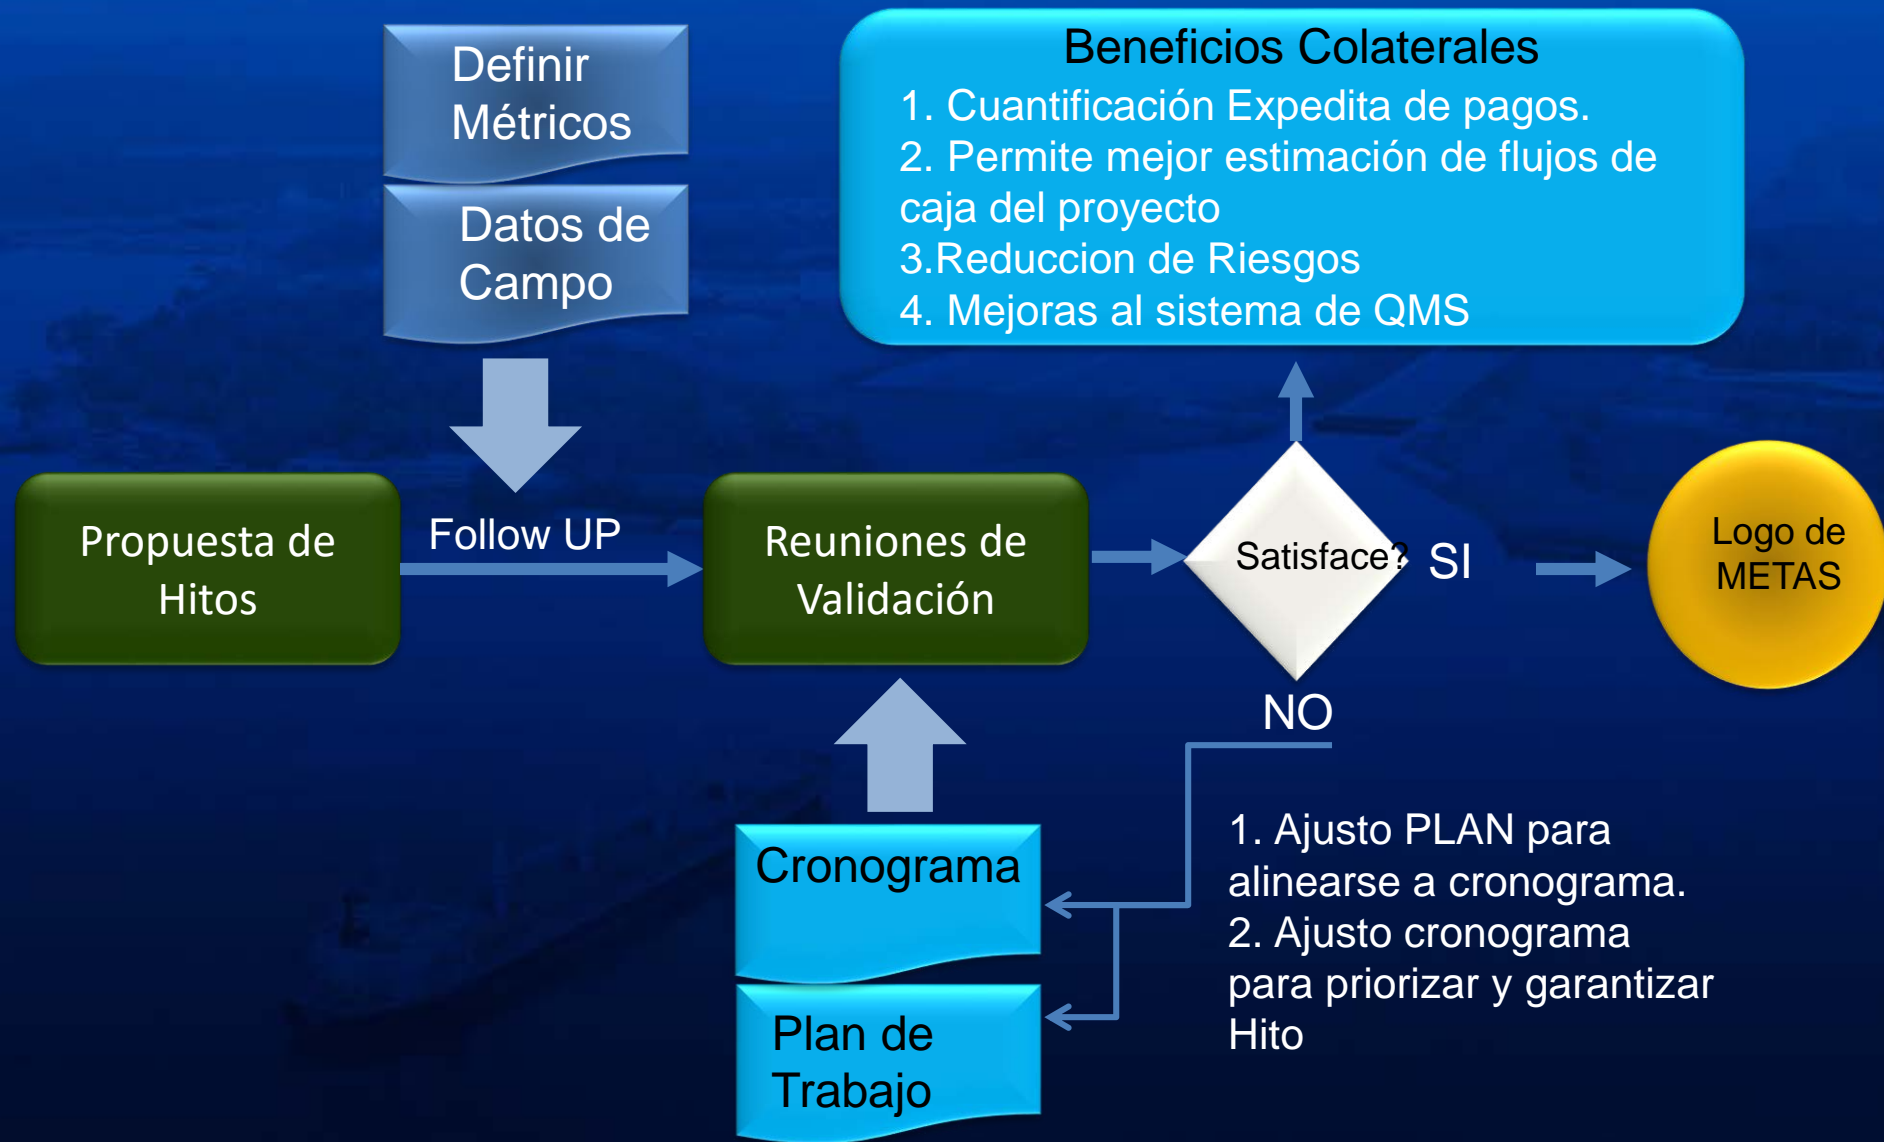 Definir
Métricos
Datos de
Campo
Beneficios Colaterales
1. Cuantificación Expedita de pagos.
2. Permite mejor estimación de flujos de
caja del proyecto
3.Reduccion de Riesgos
4. Mejoras al sistema de QMS
Propuesta de
Hitos
Follow UP
Reuniones de
Validación
Satisface?
SI
Logo de
METAS
NO
Cronograma
Plan de
Trabajo
1. Ajusto PLAN para
alinearse a cronograma.
2. Ajusto cronograma
para priorizar y garantizar
Hito